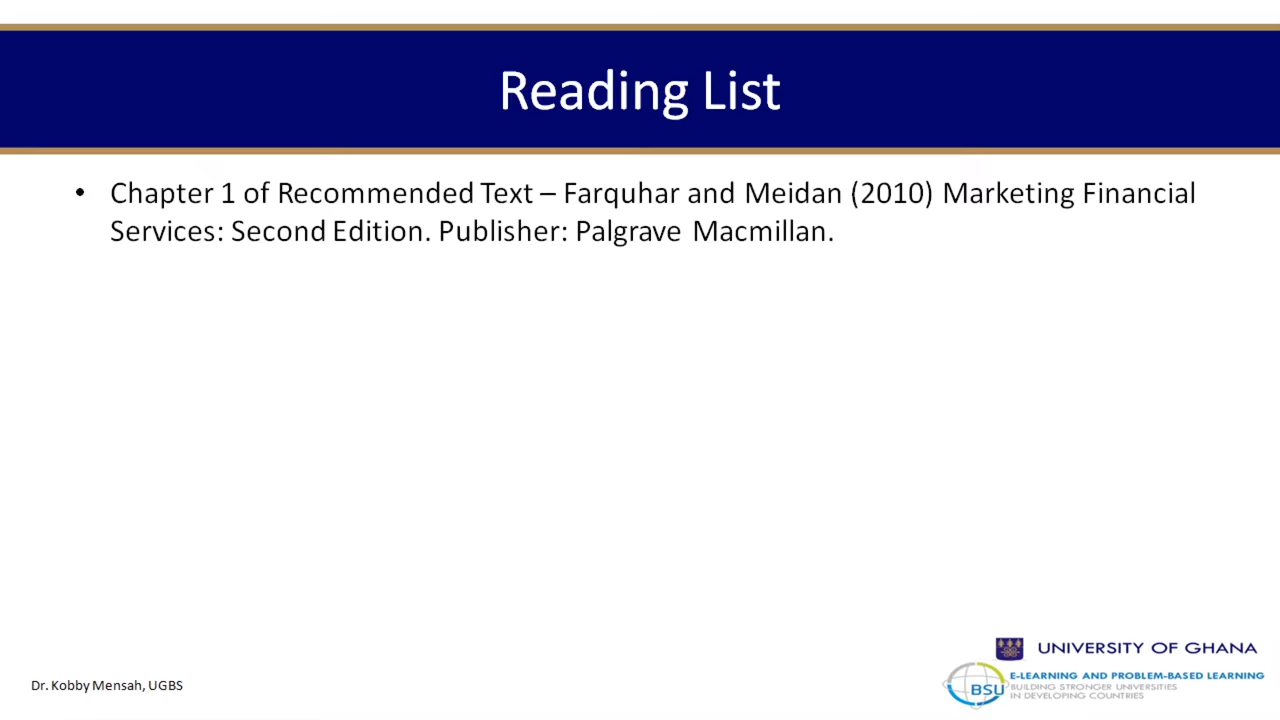 Reading List
• Chapter 1 of Recommended Text – Farquhar and Meidan (2010) Marketing Financial
Services: Second Edition. Publisher: Palgrave Macmillan.
UNIVERSITY OF GHANA
Dr. Kobby Mensah, UGBS
BSU
E-LEARNING AND PROBLEM-BASED LEARNING
BUILDING STRONGER UNIVERSITIES
IN DEVELOPING COUNTRIES